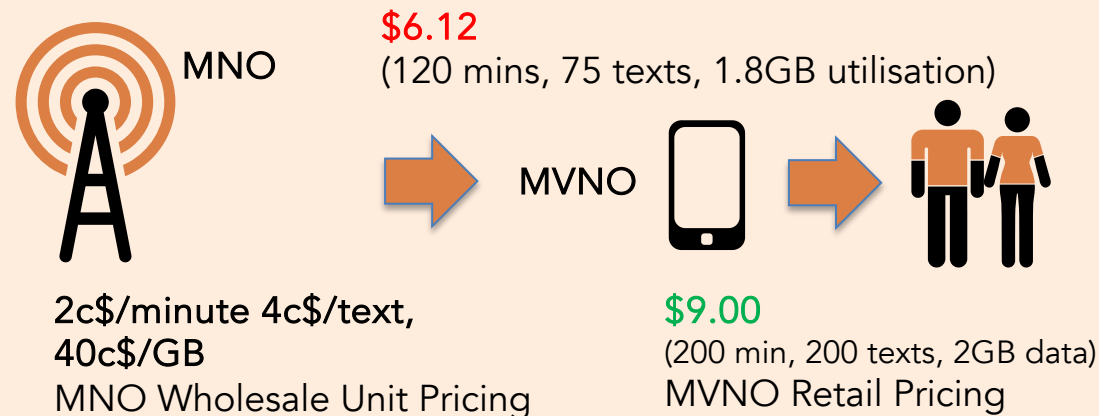 $6.12
MNO
(120 mins, 75 texts, 1.8GB utilisation)
MVNO
2c$/minute 4c$/text,
40c$/GB
MNO Wholesale Unit Pricing
$9.00
(200 min, 200 texts, 2GB data)
MVNO Retail Pricing